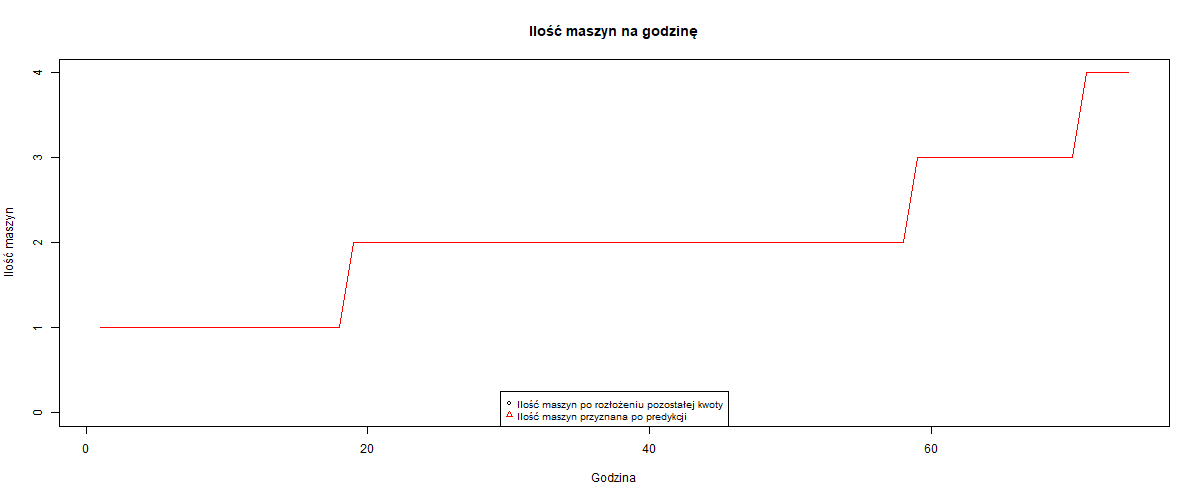 Ilość maszyn na godzinę
4
3
2
1
0
Ilość maszyn
Ilość maszyn po rozłożeniu pozostałej kwoty
Ilość maszyn przyznana po predykcji
0 20 40 60
Godzina